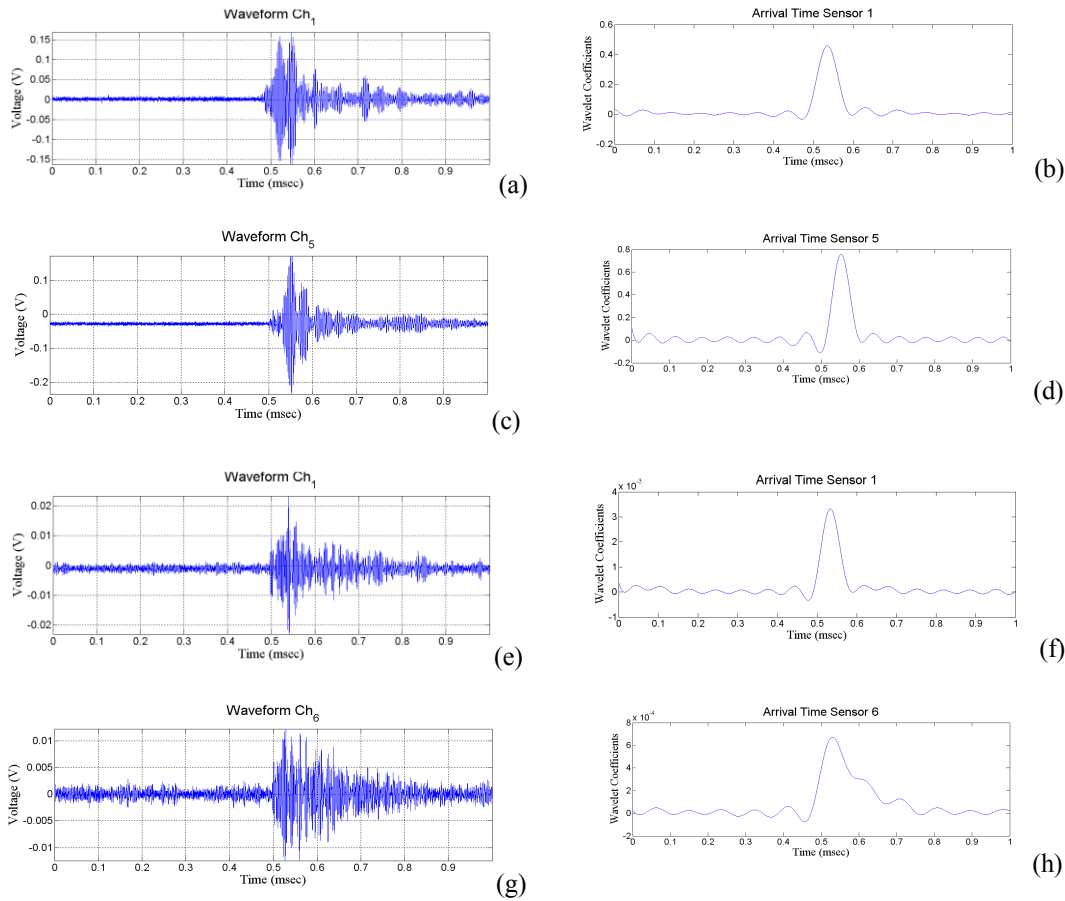 Waveform Ch1
Voltage (V)
0.15
0.10
0.05
0
-0.05
-0.1
-0.15
0 0.1 0.2 0.3 0.4 0.5 0.6 0.7 0.8 0.9
Time (msec)
(a)
Arrival Time Sensor 1
Wavelet Coefficients
0.6
0.4
0.2
0
-0.2
0 0.1 0.2 0.3 0.4 0.5 0.6 0.7 0.8 0.9 1
Time (msec)
(b)
Waveform Ch5
Voltage (V)
0.1
0
-0.1
-0.2
0 0.1 0.2 0.3 0.4 0.5 0.6 0.7 0.8 0.9
Time (msec)
(c)
Arrival Time Sensor 5
Wavelet Coefficients
0.8
0.6
0.4
0.2
0
-0.2
0 0.1 0.2 0.3 0.4 0.5 0.6 0.7 0.8 0.9 1
Time (msec)
(d)
Waveform Ch1
Voltage (V)
0.02
0.01
0
-0.01
-0.02
0 0.1 0.2 0.3 0.4 0.5 0.6 0.7 0.8 0.9
Time (msec)
(e)
Arrival Time Sensor 1
x 10-3
Wavelet Coefficients
4
3
2
1
0
-1
0 0.1 0.2 0.3 0.4 0.5 0.6 0.7 0.8 0.9 1
Time (msec)
(f)
Waveform Ch6
Voltage (V)
0.01
0.005
0
-0.005
-0.01
0 0.1 0.2 0.3 0.4 0.5 0.6 0.7 0.8 0.9
Time (msec)
(g)
Arrival Time Sensor 6
x 10-4
Wavelet Coefficients
8
6
4
2
0
-2
0 0.1 0.2 0.3 0.4 0.5 0.6 0.7 0.8 0.9 1
Time (msec)
(h)